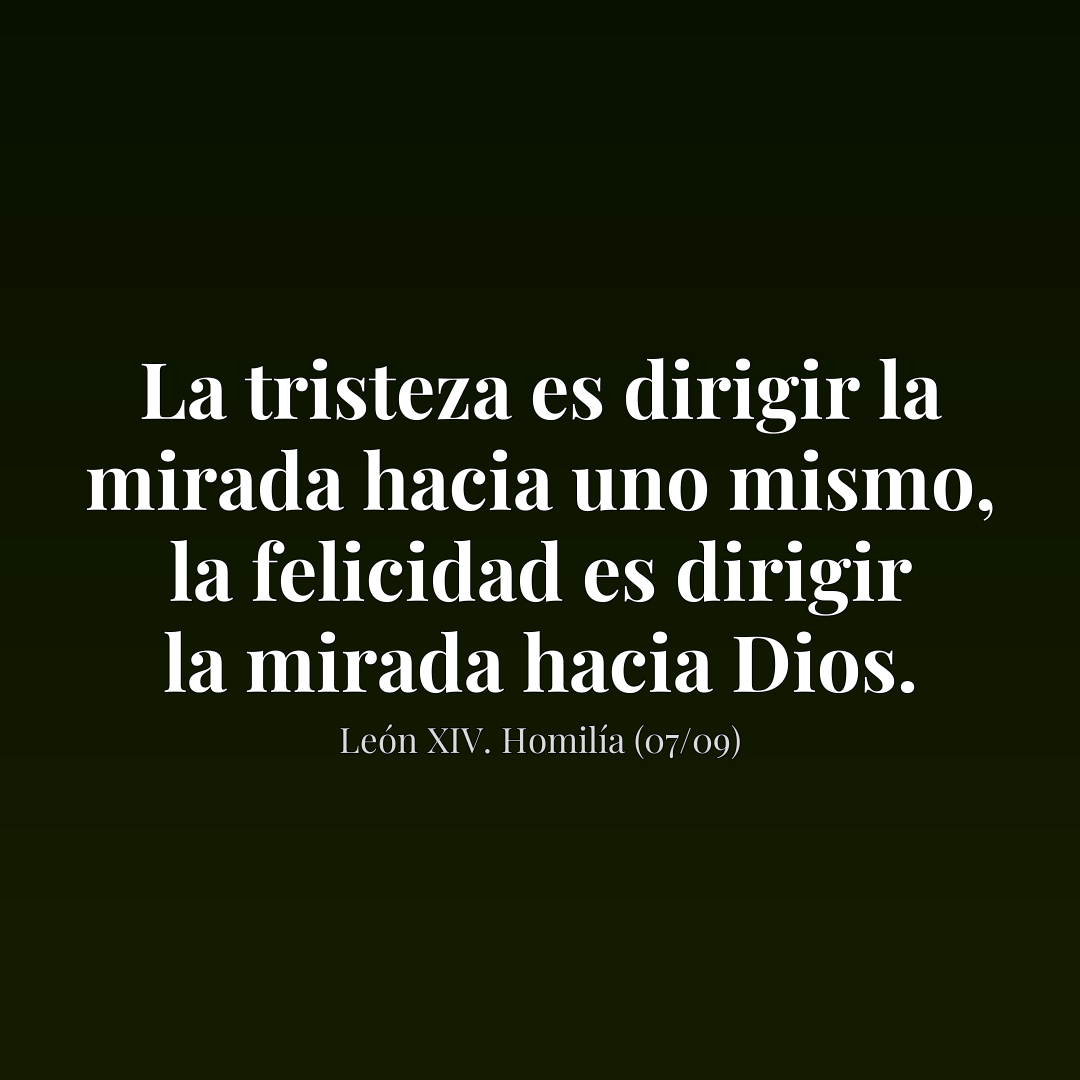 La tristeza es dirigir la
mirada hacia uno mismo,
la felicidad es dirigir
la mirada hacia Dios.
León XIV. Homilía (07/09)